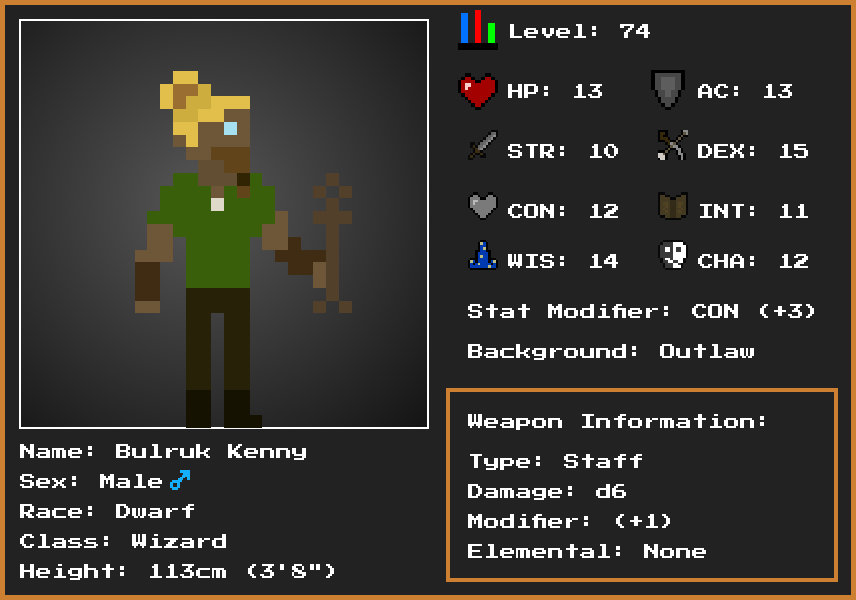 Level: 74
HP: 13
AC: 13
STR: 10
DEX: 15
CON: 12
INT: 11
WIS: 14
CHA: 12
Stat Modifier: CON (+3)
Background: Outlaw
Weapon Information:
Type: Staff
Damage: d6
Modifier: (+1)
Elemental: None
Name: Bulruk Kenny
Sex: Male♂
Race: Dwarf
Class: Wizard
Height: 113cm (3'8")